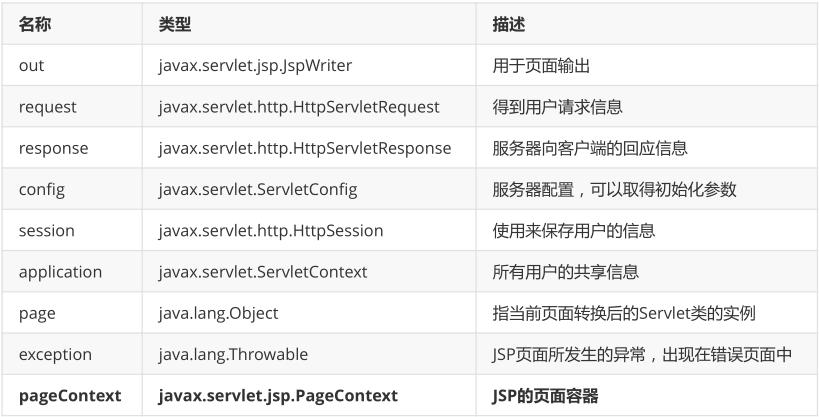 名称 类型 描述
out javax.servlet.jsp.JspWriter 用于页面输出
request javax.servlet.http.HttpServletRequest 得到用户请求信息
response javax.servlet.http.HttpServletResponse 服务器向客户端的回应信息
config javax.servlet.ServletConfig 服务器配置，可以取得初始化参数
session javax.servlet.http.HttpSession 使用来保存用户的信息
application javax.servlet.ServletContext 所有用户的共享信息
page java.lang.Object 指当前页面转换后的Servlet类的实例
exception java.lang.Throwable JSP页面所发生的异常，出现在错误页面中
pageContext javax.servlet.jsp.PageContext JSP的页面容器